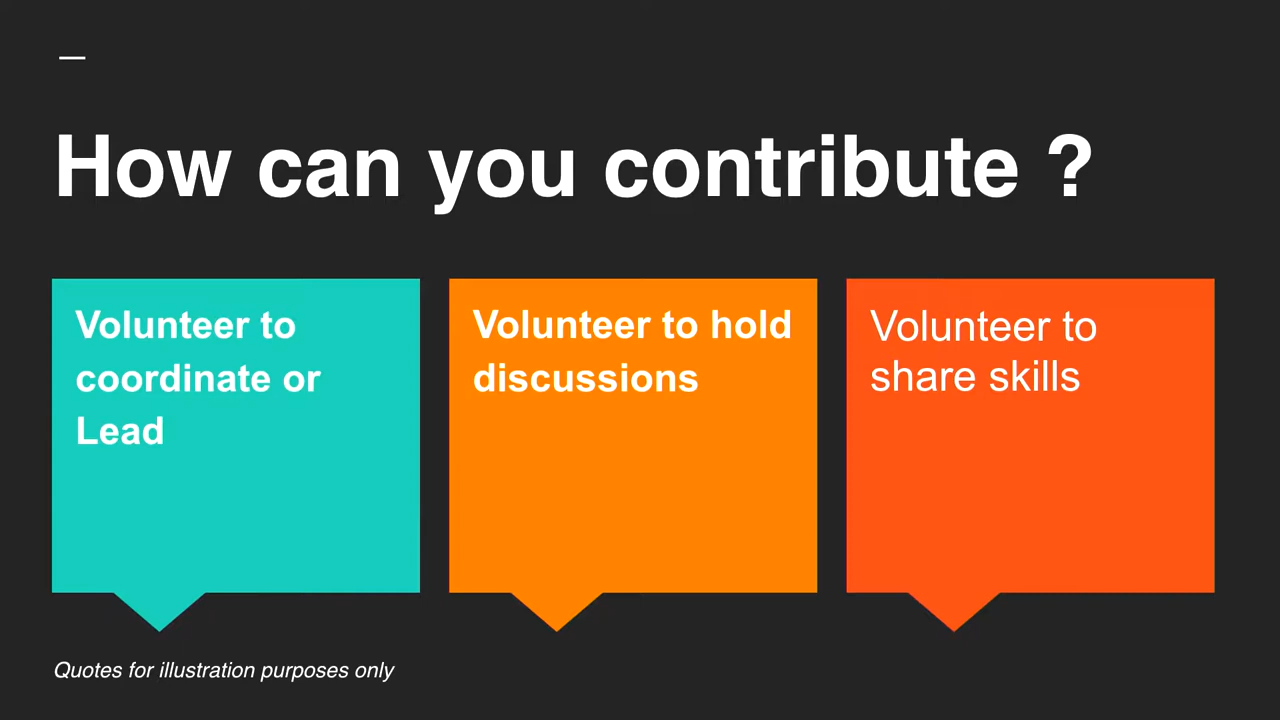 How can you contribute ?
Volunteer to
coordinate or
Lead
Volunteer to hold
discussions
Volunteer to
share skills
Quotes for illustration purposes only